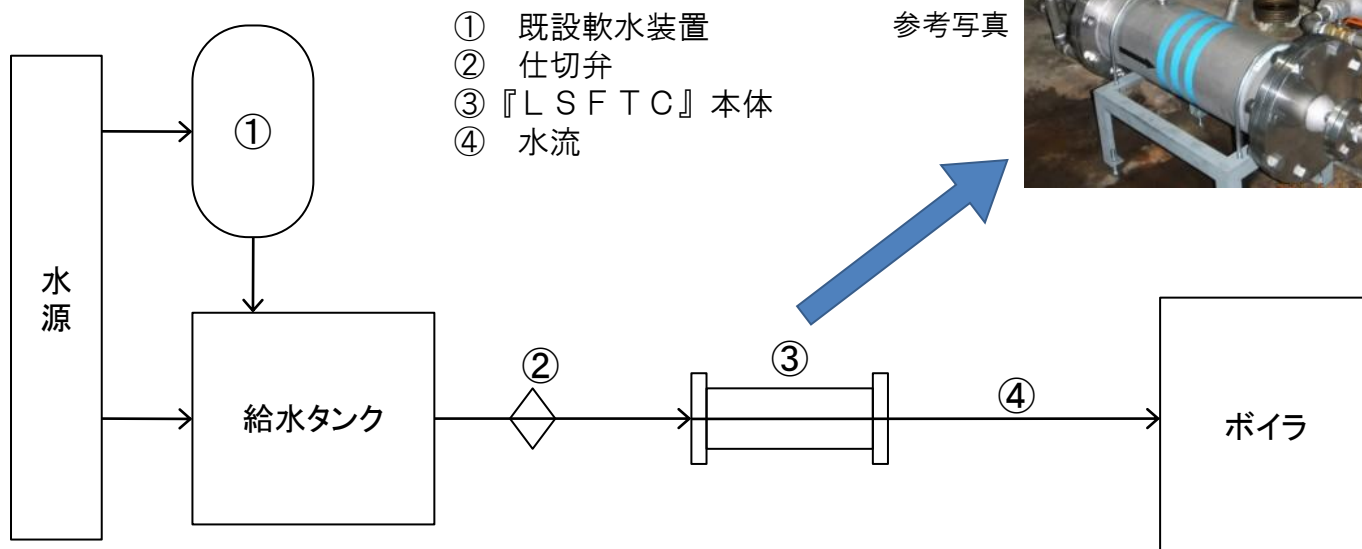 ① 既設軟水装置
② 仕切弁
③『ＬＳＦＴＣ』本体
④ 水流
参考写真
①
水源
②
③
④
給水タンク
ボイラ